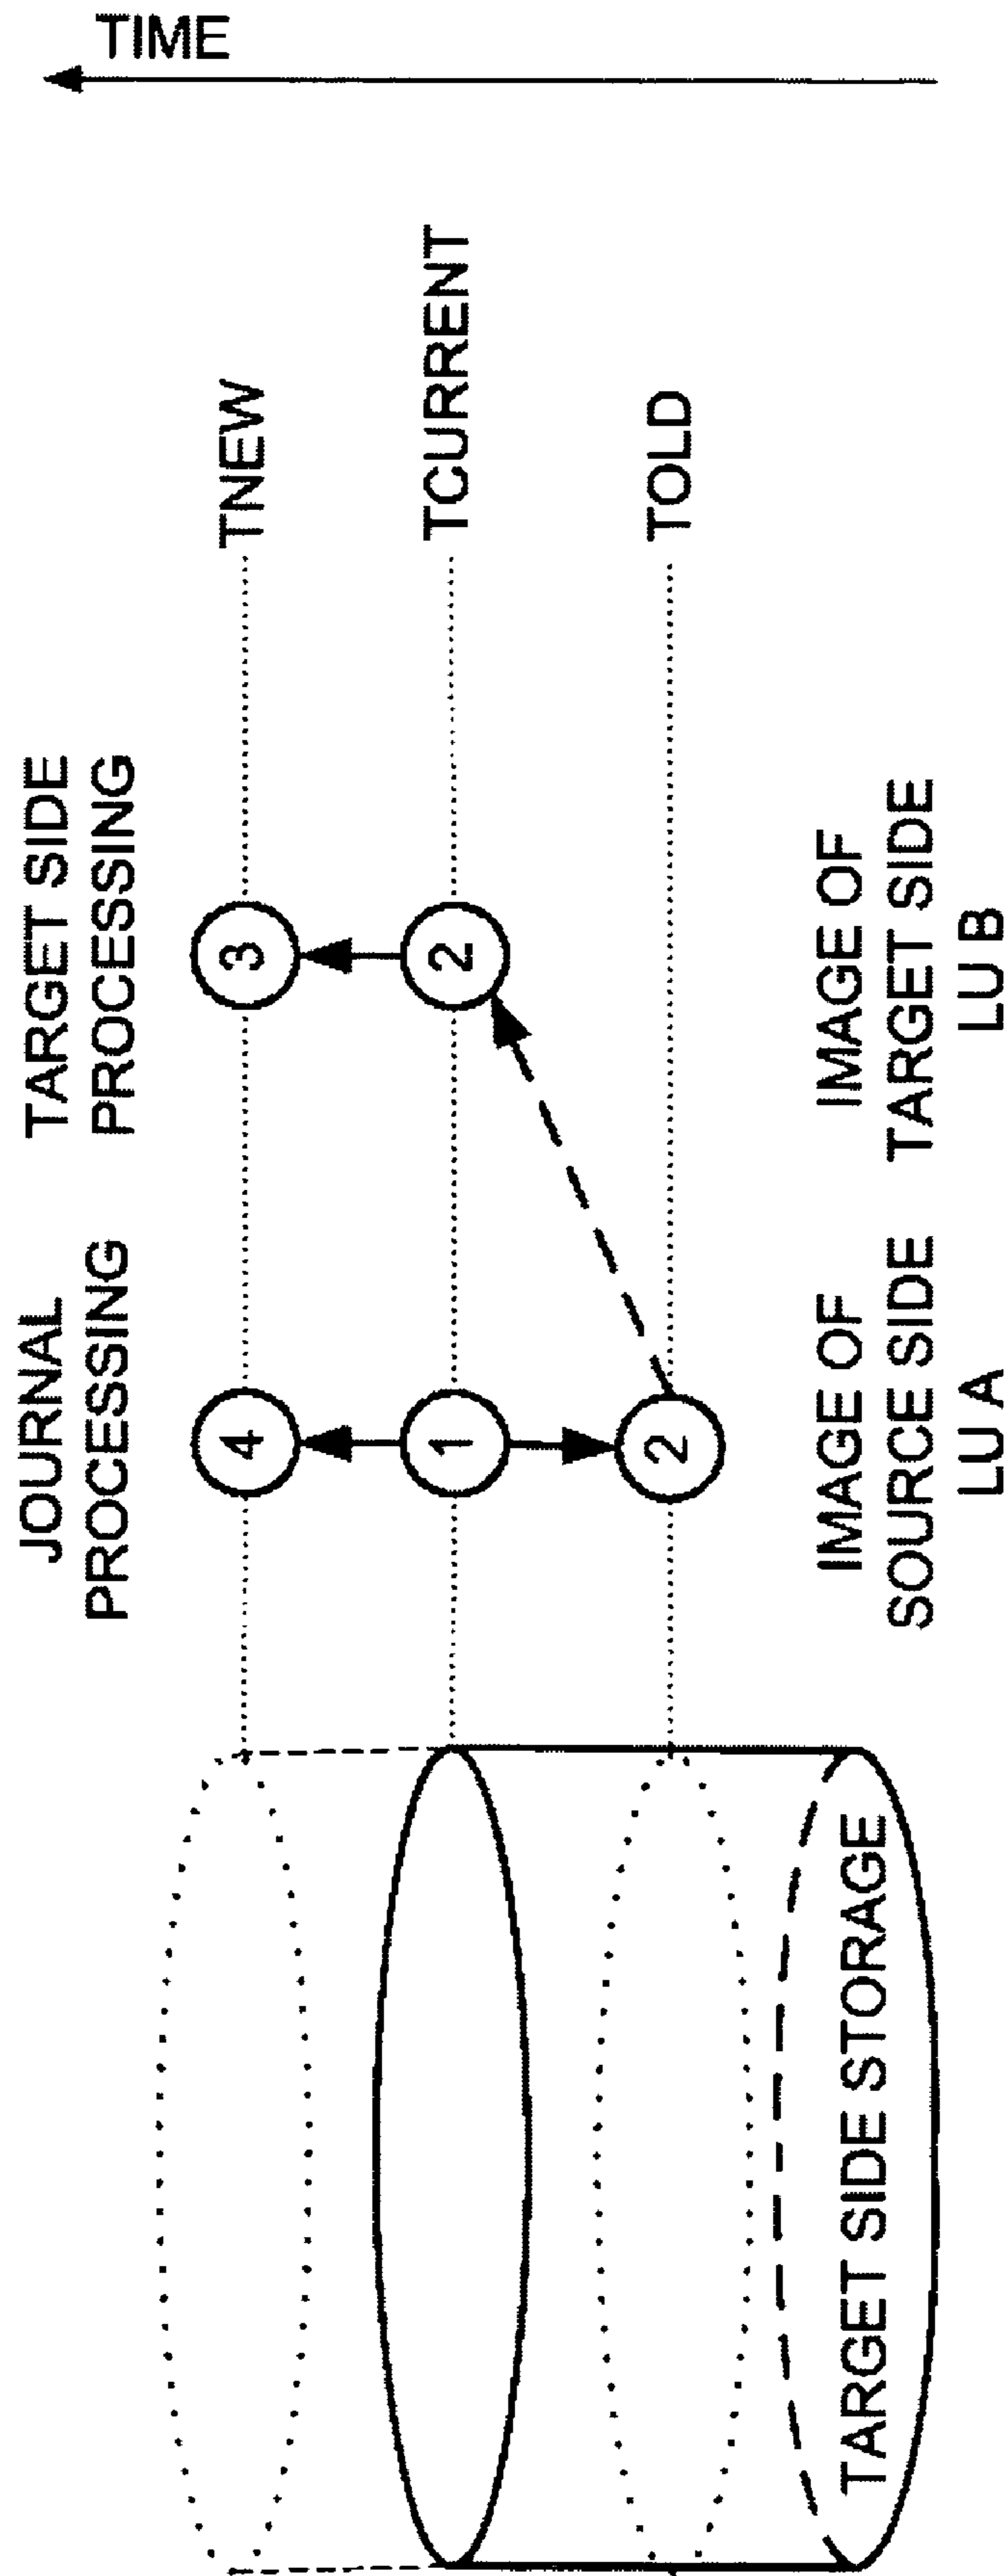 JOURNAL
PROCESSING
TARGET SIDE
PROCESSING
TIME
4
3
TNEW
1
2
TCURRENT
2
TOLD
TARGET SIDE STORAGE
IMAGE OF
SOURCE SIDE
LU A
IMAGE OF
TARGET SIDE
LU B